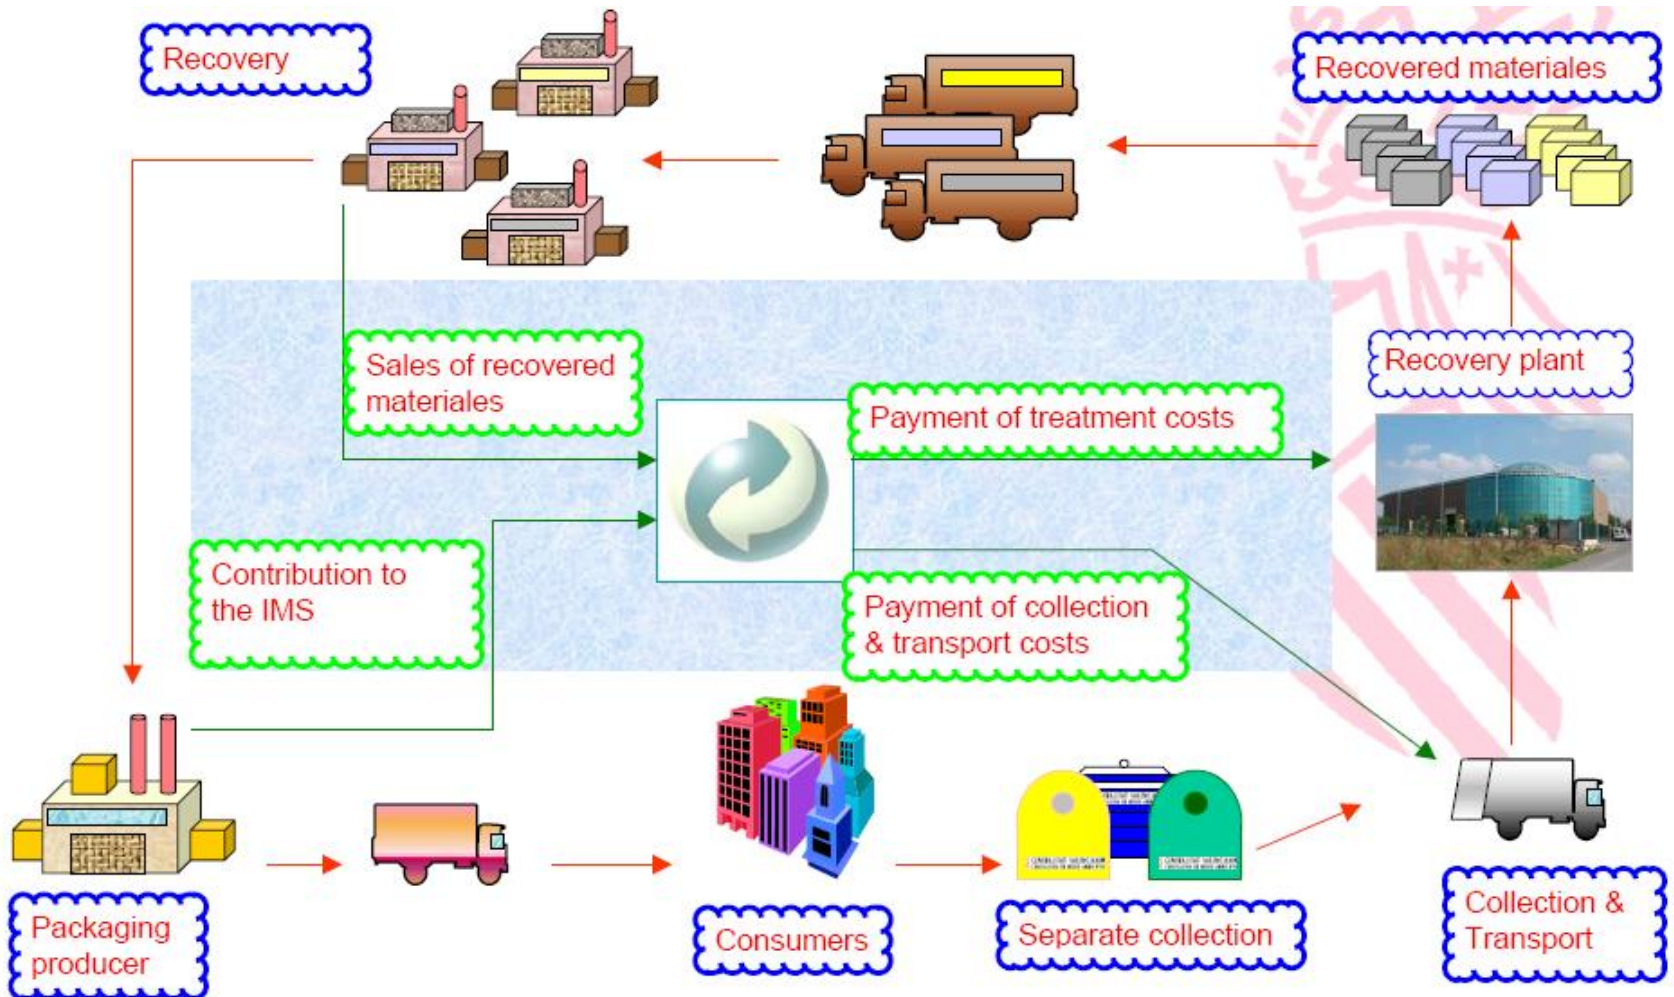 Recovery
Recovered materiales
Sales of recovered
materiales
Payment of treatment costs
Recovery plant
Contribution to
the IMS
Payment of collection
& transport costs
Packaging
producer
Consumers
Separate collection
Collection &
Transport